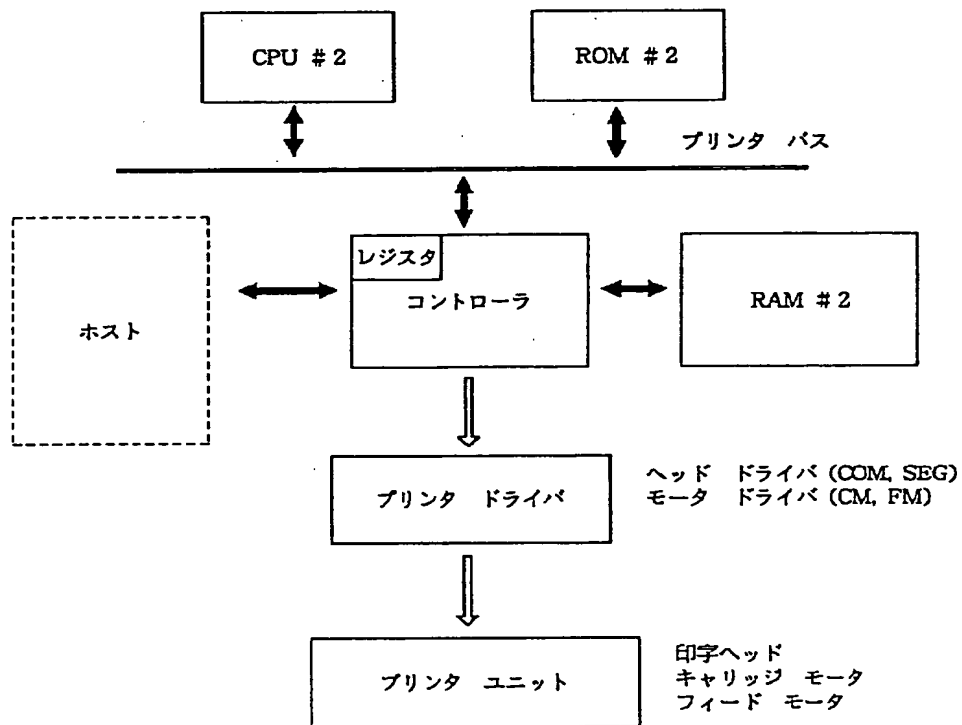 CPU #2
ROM #2
プリンタ バス
レジスタ
コントローラ
RAM #2
ホスト
プリンタ ドライバ
ヘッド ドライバ (COM, SEG)
モータ ドライバ (CM, FM)
プリンタ ユニット
印字ヘッド
キャリッジ モータ
フィード モータ